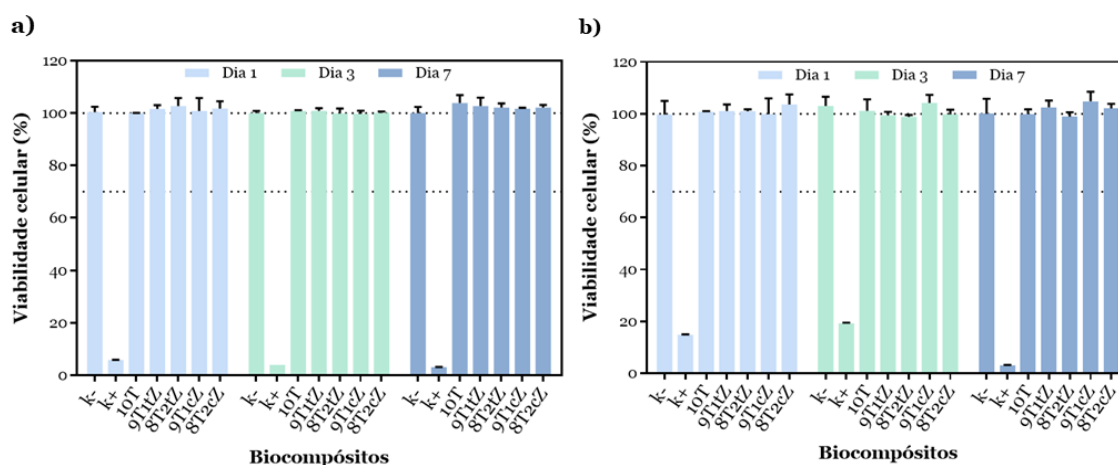 a)
Viabilidade celular (%)
120
100
80
60
40
20
0
Dia 1 Dia 3 Dia 7
k- k+ 10T 9T1tZ 8T2tZ 9T1cZ 8T2cZ k- k+ 10T 9T1tZ 8T2tZ 9T1cZ 8T2cZ k- k+ 10T 9T1tZ 8T2tZ 9T1cZ 8T2cZ
Biocompósitos
b)
Viabilidade celular (%)
120
100
80
60
40
20
0
Dia 1 Dia 3 Dia 7
k- k+ 10T 9T1tZ 8T2tZ 9T1cZ 8T2cZ k- k+ 10T 9T1tZ 8T2tZ 9T1cZ 8T2cZ k- k+ 10T 9T1tZ 8T2tZ 9T1cZ 8T2cZ
Biocompósitos